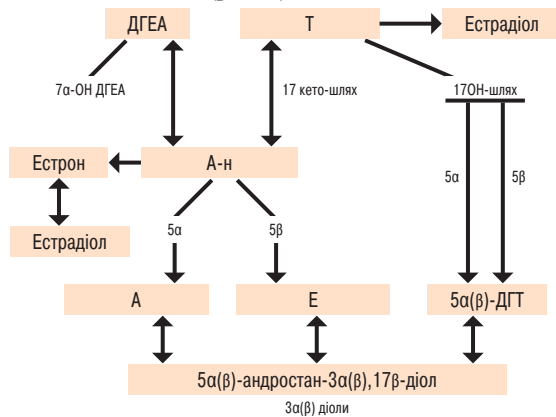 ДГЕА
Т
Естрадіол
7α-ОН ДГЕА
17 кето-шлях
17ОН-шлях
Естрон
А-н
5α
5β
Естрадіол
5α
5β
А
Е
5α(β)-ДГТ
5α(β)-андростан-3α(β),17β-діол
3α(β) діоли